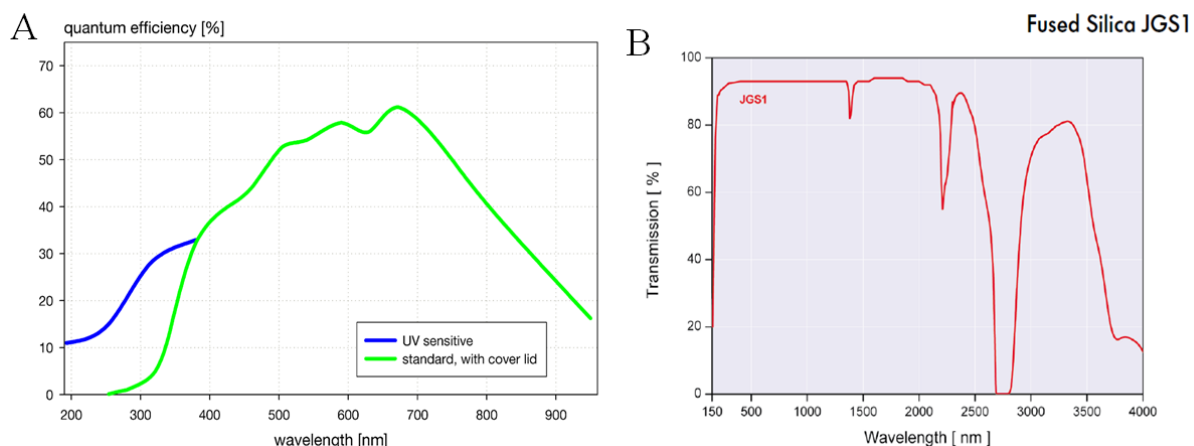 A
quantum efficiency [%]
70
60
50
40
30
20
10
0
200 300 400 500 600 700 800 900
wavelength [nm]
UV sensitive
standard, with cover lid
B
Fused Silica JGS1
100
80
60
40
20
0
Transmission [ % ]
JGS1
150 500 1000 1500 2000 2500 3000 3500 4000
Wavelength [ nm ]